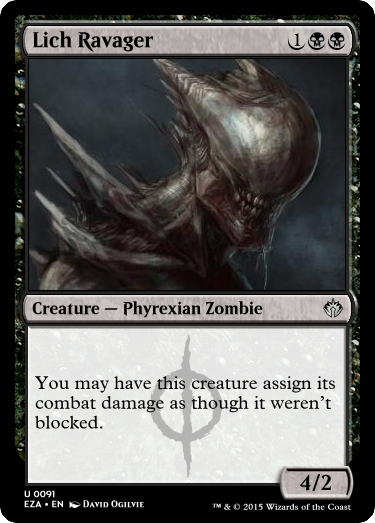 Lich Ravager 1
Creature — Phyrexian Zombie
You may have this creature assign its
combat damage as though it weren't
blocked.
4/2
U 0091
EZA • EN DAVID OGILVIE
™ & © 2015 Wizards of the Coast